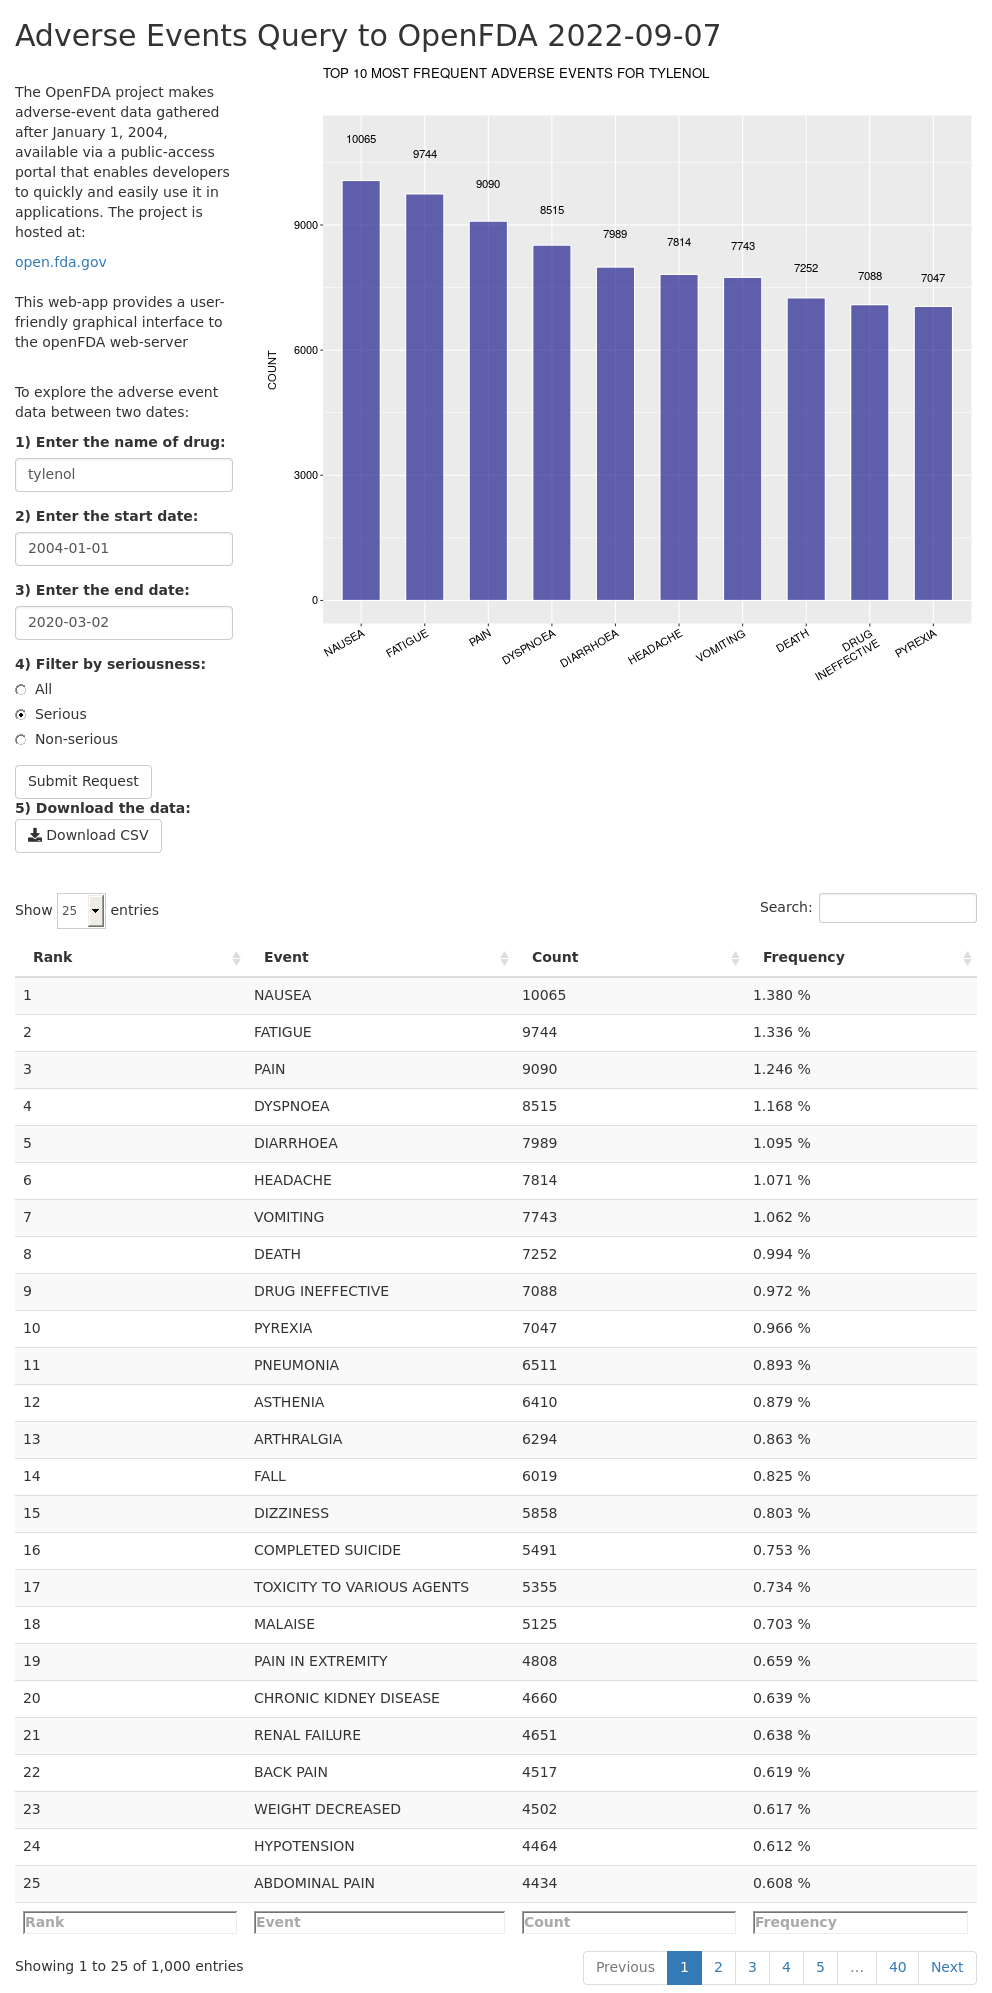 Adverse Events Query to OpenFDA 2022-09-07
The OpenFDA project makes
adverse-event data gathered
after January 1, 2004,
available via a public-access
portal that enables developers
to quickly and easily use it in
applications. The project is
hosted at:
open.fda.gov
This web-app provides a user-
friendly graphical interface to
the openFDA web-server
To explore the adverse event
data between two dates:
1) Enter the name of drug:
tylenol
2) Enter the start date:
2004-01-01
3) Enter the end date:
2020-03-02
4) Filter by seriousness:
All
Serious
Non-serious
Submit Request
5) Download the data:
Download CSV
TOP 10 MOST FREQUENT ADVERSE EVENTS FOR TYLENOL
10065
9744
9090
8515
7989
7814
7743
7252
7088
7047
COUNT
9000
6000
3000
0
NAUSEA
FATIGUE
PAIN
DYSPNOEA
DIARRHOEA
HEADACHE
VOMITING
DEATH
DRUG
INEFFECTIVE
PYREXIA
Show 25 entries
Search:
Rank Event Count Frequency
1 NAUSEA 10065 1.380 %
2 FATIGUE 9744 1.336 %
3 PAIN 9090 1.246 %
4 DYSPNOEA 8515 1.168 %
5 DIARRHOEA 7989 1.095 %
6 HEADACHE 7814 1.071 %
7 VOMITING 7743 1.062 %
8 DEATH 7252 0.994 %
9 DRUG INEFFECTIVE 7088 0.972 %
10 PYREXIA 7047 0.966 %
11 PNEUMONIA 6511 0.893 %
12 ASTHENIA 6410 0.879 %
13 ARTHRALGIA 6294 0.863 %
14 FALL 6019 0.825 %
15 DIZZINESS 5858 0.803 %
16 COMPLETED SUICIDE 5491 0.753 %
17 TOXICITY TO VARIOUS AGENTS 5355 0.734 %
18 MALAISE 5125 0.703 %
19 PAIN IN EXTREMITY 4808 0.659 %
20 CHRONIC KIDNEY DISEASE 4660 0.639 %
21 RENAL FAILURE 4651 0.638 %
22 BACK PAIN 4517 0.619 %
23 WEIGHT DECREASED 4502 0.617 %
24 HYPOTENSION 4464 0.612 %
25 ABDOMINAL PAIN 4434 0.608 %
Rank Event Count Frequency
Showing 1 to 25 of 1,000 entries
Previous 1 2 3 4 5 … 40 Next